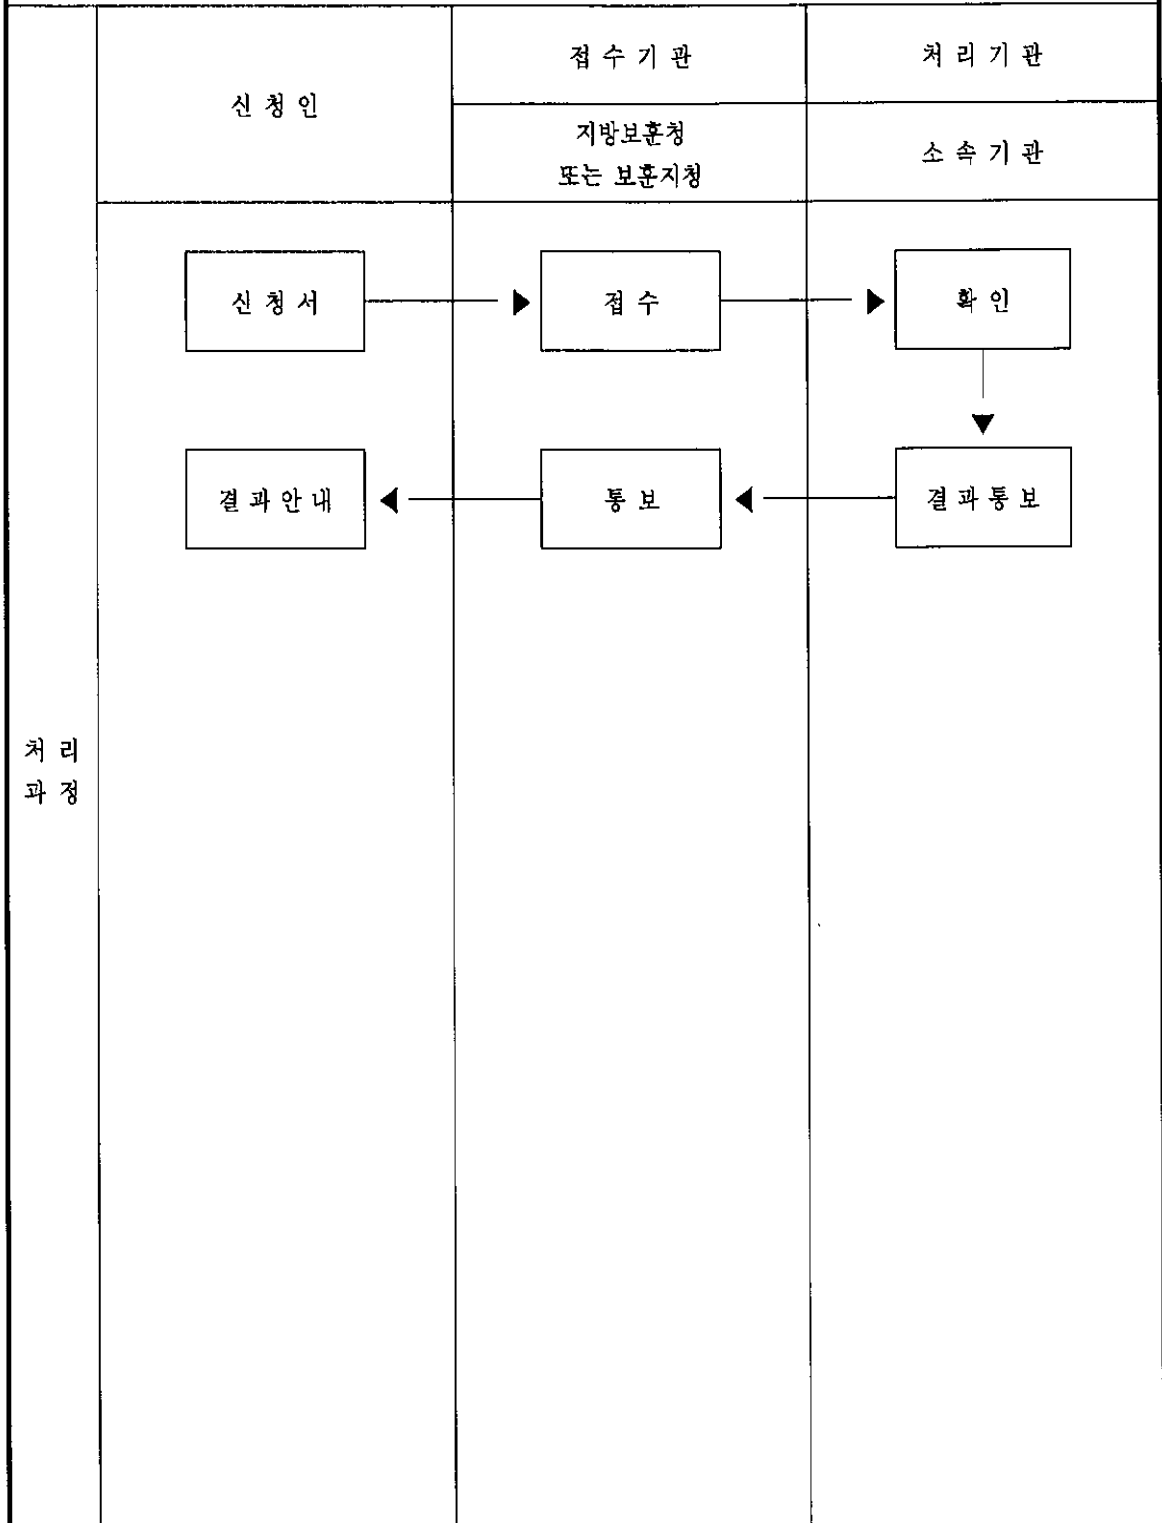 신청인
접수기관
처리기관
지방보훈청
또는 보훈지청
소속기관
신청서
접수
확인
결과안내
통보
결과통보
처리
과정